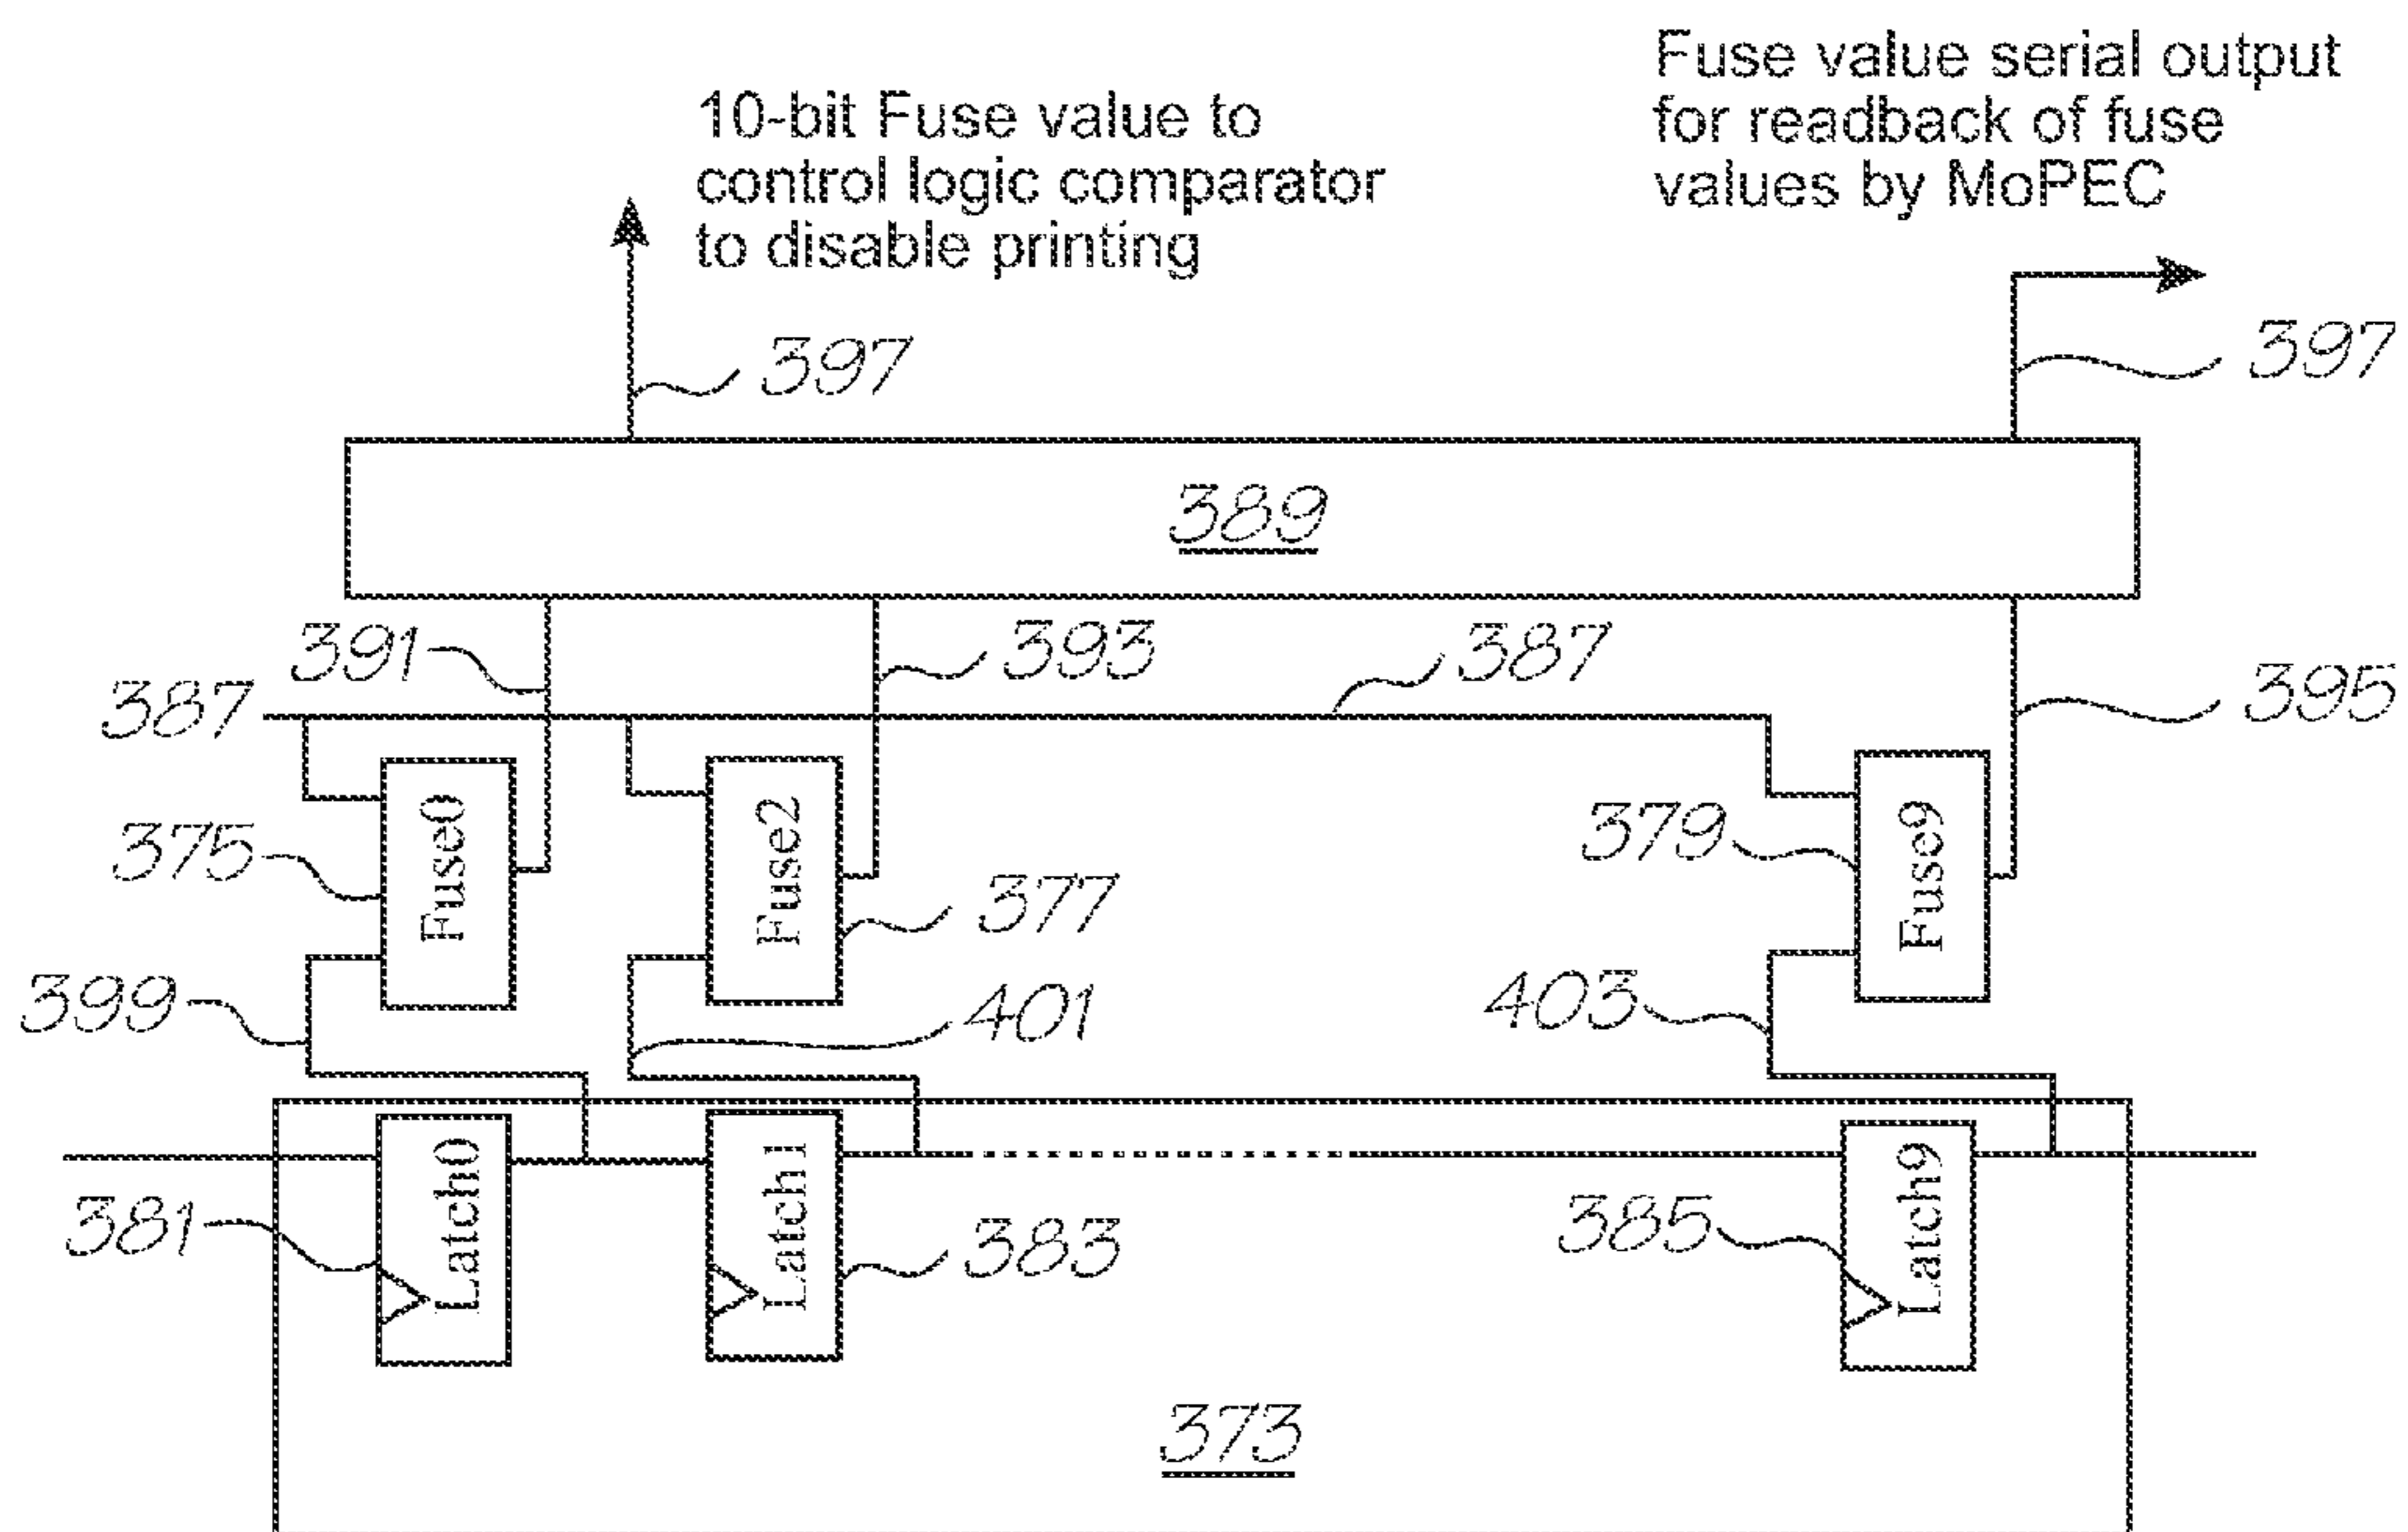 Fuse value serial output
for readback of fuse
values by MoPEC
10-bit Fuse value to
control logic comparator
to disable printing
397
397
389
391
393
387
387
395
375
Fuse0
Fuse2
377
379
Fuse9
399
401
403
381
Latch0
Latch1
383
385
Latch9
373